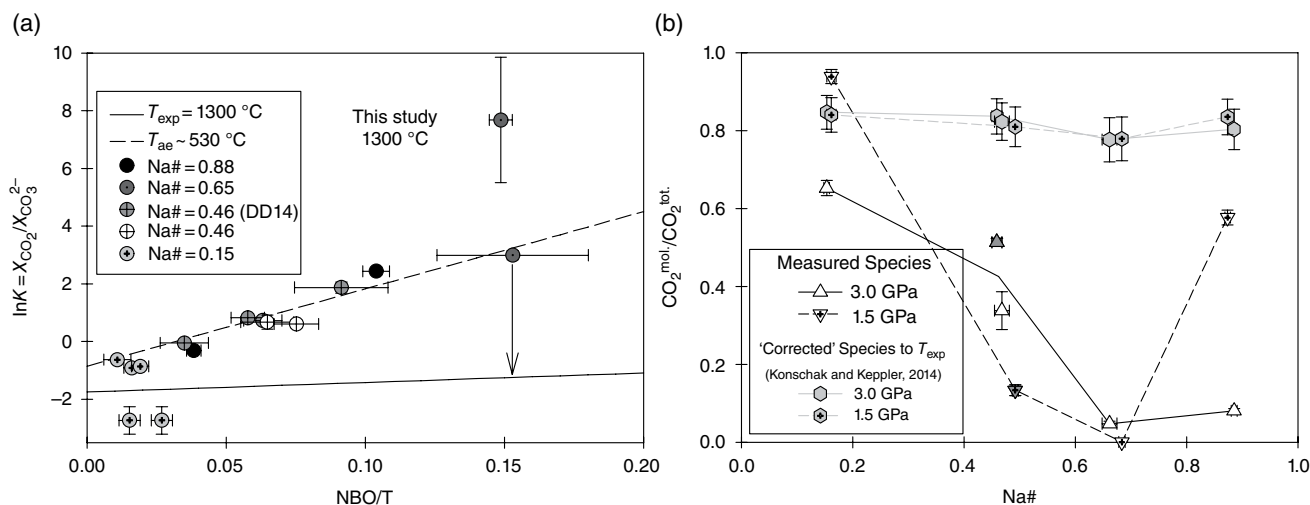 (a)
10
8
6
4
2
0
−2
lnK = X_CO₂/X_CO₃²⁻
T_exp = 1300 °C
T_ae ~ 530 °C
Na# = 0.88
Na# = 0.65
Na# = 0.46 (DD14)
Na# = 0.46
Na# = 0.15
This study
1300 °C
0.00
0.05
0.10
0.15
0.20
NBO/T
(b)
1.0
0.8
0.6
0.4
0.2
0.0
CO₂^mol./CO₂^tot.
Measured Species
3.0 GPa
1.5 GPa
‘Corrected’ Species to T_exp
(Konschak and Keppler, 2014)
3.0 GPa
1.5 GPa
0.0
0.2
0.4
0.6
0.8
1.0
Na#